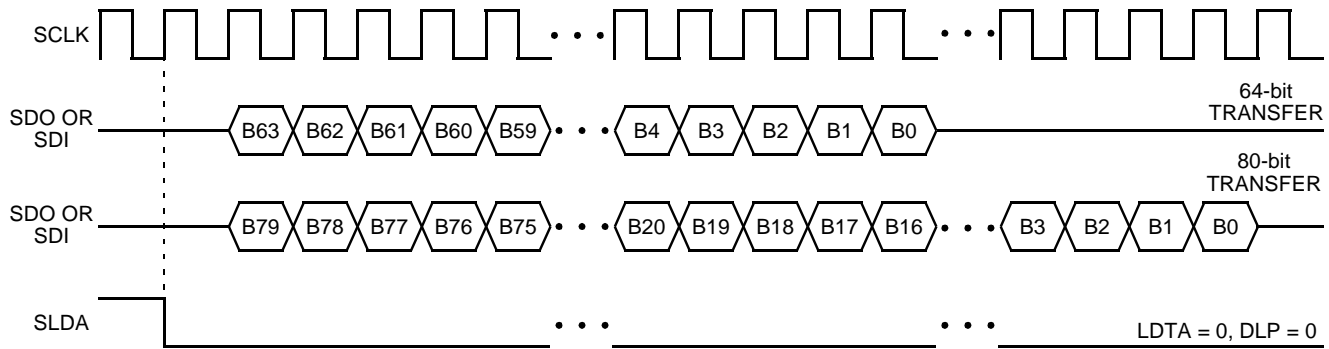 SCLK
64-bit
TRANSFER
SDO OR
SDI
B63 B62 B61 B60 B59 B4 B3 B2 B1 B0
80-bit
TRANSFER
SDO OR
SDI
B79 B78 B77 B76 B75 B20 B19 B18 B17 B16 B3 B2 B1 B0
SLDA
LDTA = 0, DLP = 0